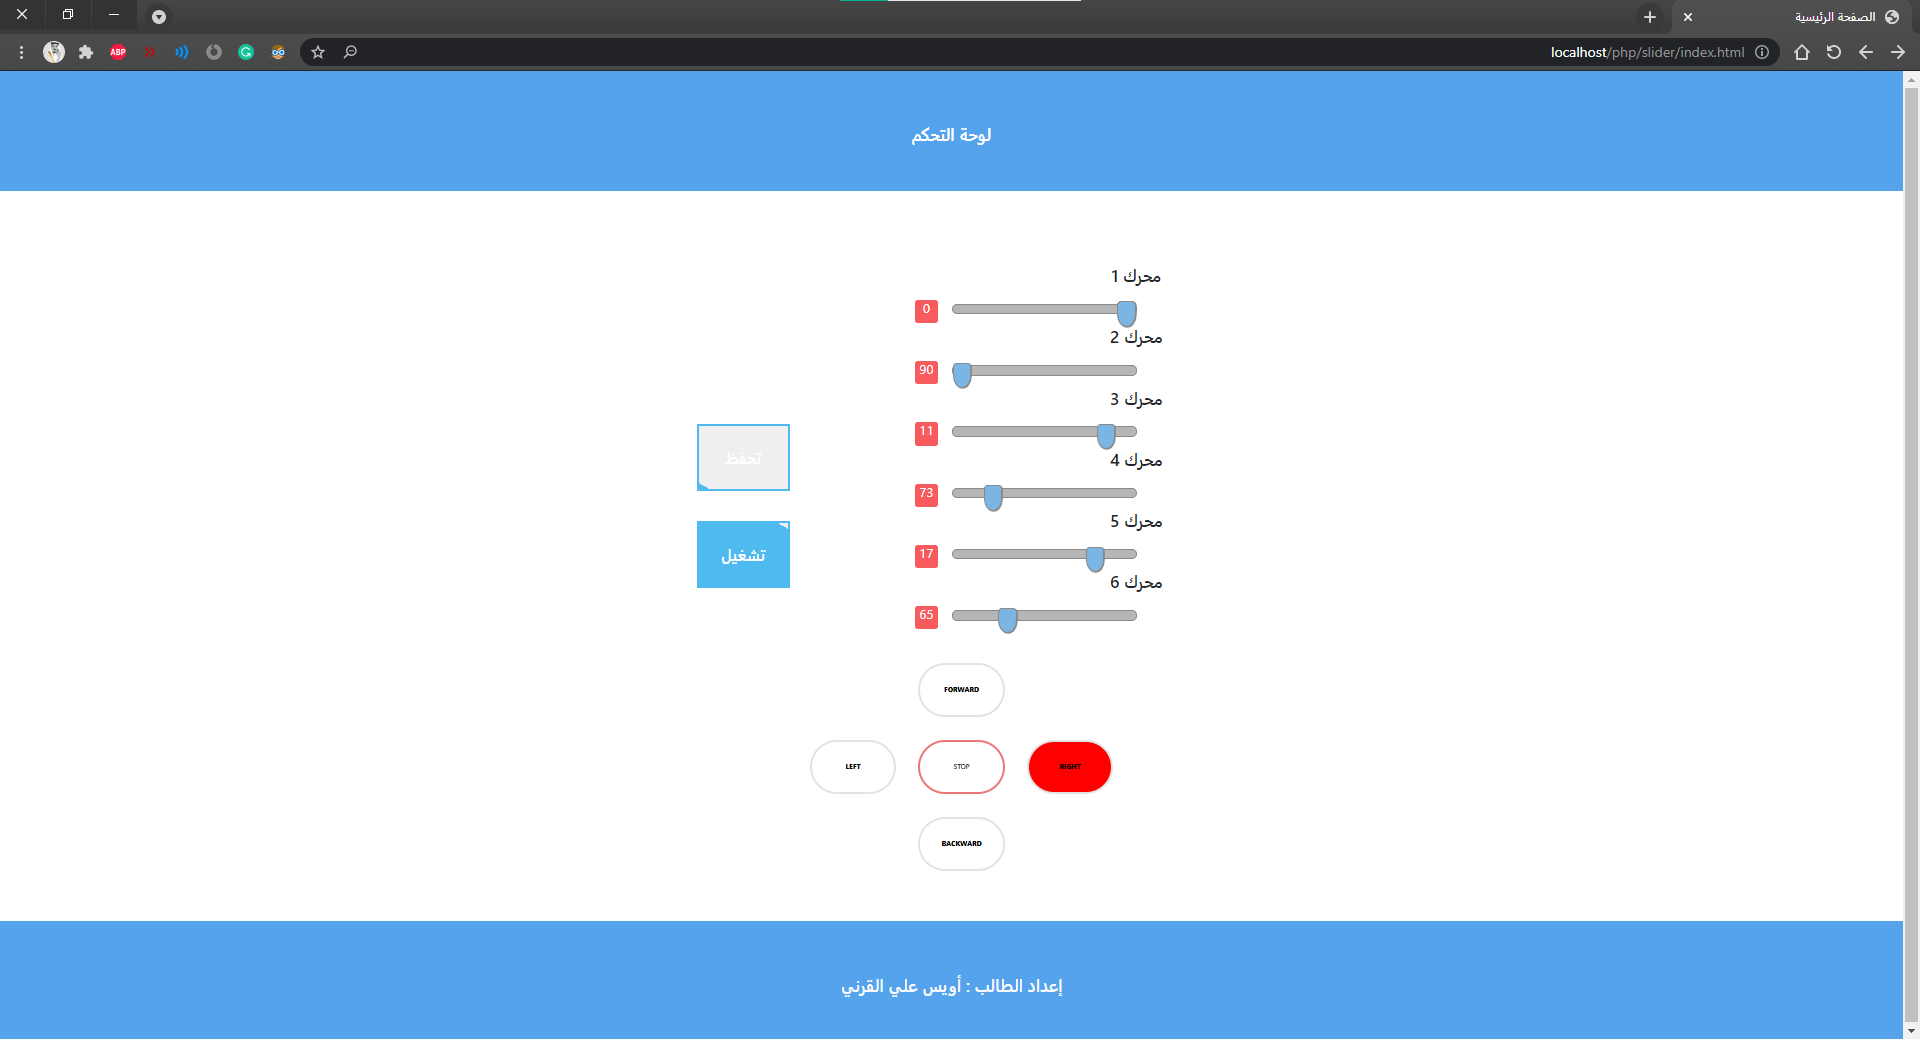 الصفحة الرئيسية
localhost/php/slider/index.html
ABP
لوحة التحكم
محرك 1
0
محرك 2
90
محرك 3
11
محرك 4
73
محرك 5
17
محرك 6
65
تحفظ
تشغيل
FORWARD
LEFT
STOP
RIGHT
BACKWARD
إعداد الطالب : أويس علي القرني